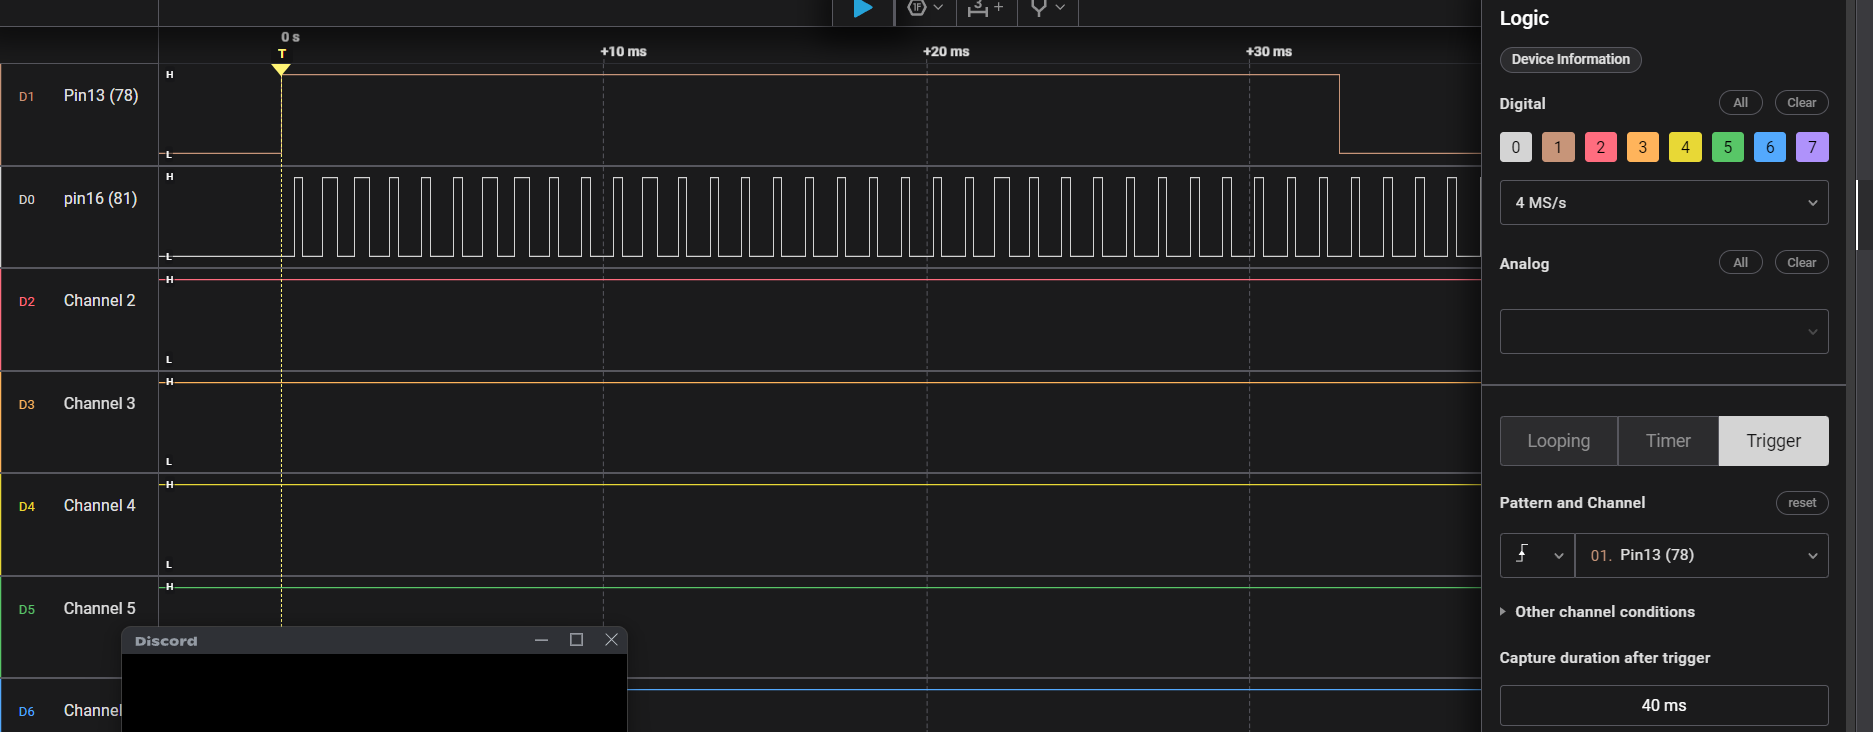 Logic
Device Information
0 s
T
+10 ms
+20 ms
+30 ms
H
D1 Pin13 (78)
L
H
D0 pin16 (81)
L
H
D2 Channel 2
L
H
D3 Channel 3
L
H
D4 Channel 4
L
H
D5 Channel 5
Discord
D6 Channel
Digital
All
Clear
0 1 2 3 4 5 6 7
4 MS/s
Analog
All
Clear
Looping
Timer
Trigger
Pattern and Channel
reset
01. Pin13 (78)
Other channel conditions
Capture duration after trigger
40 ms